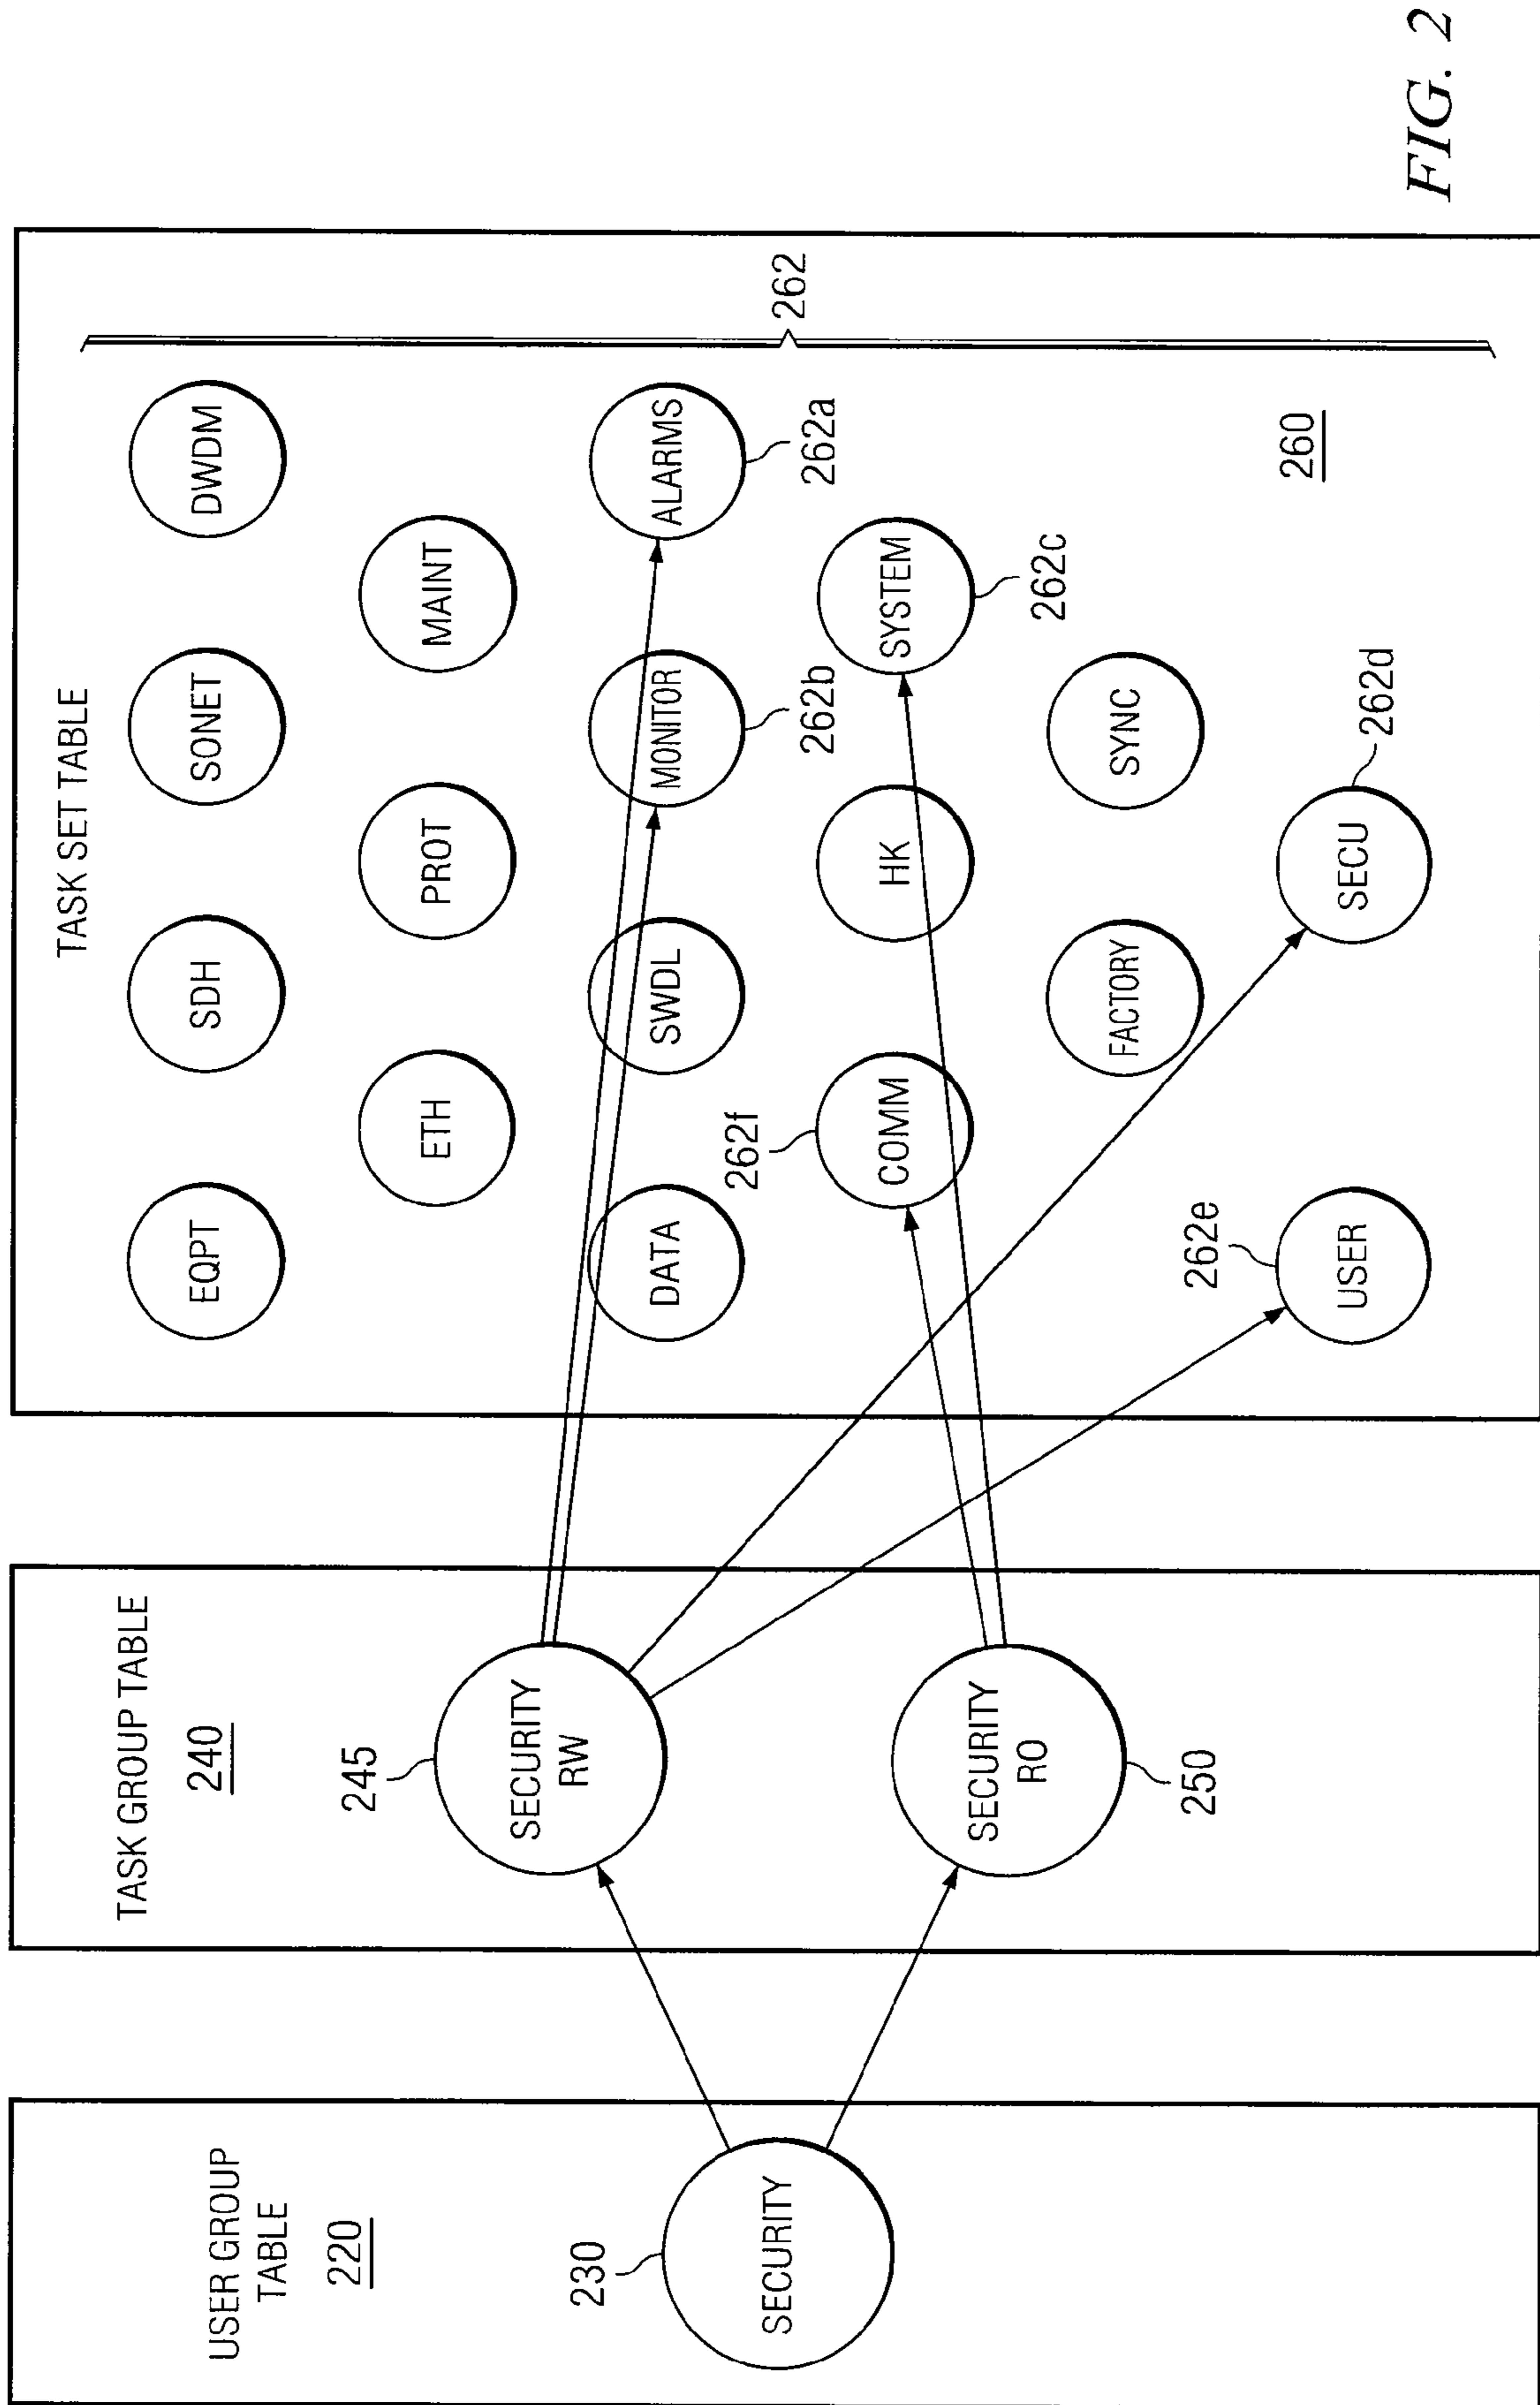 USER GROUP
TABLE
220
230
SECURITY
TASK GROUP TABLE
240
245
SECURITY
RW
SECURITY
RO
250
TASK SET TABLE
EQPT
SDH
SONET
DWDM
ETH
PROT
MAINT
DATA
SWDL
MONITOR
262b
ALARMS
262a
262f
COMM
HK
SYSTEM
262c
FACTORY
SYNC
262e
USER
SECU
262d
260
262
FIG. 2